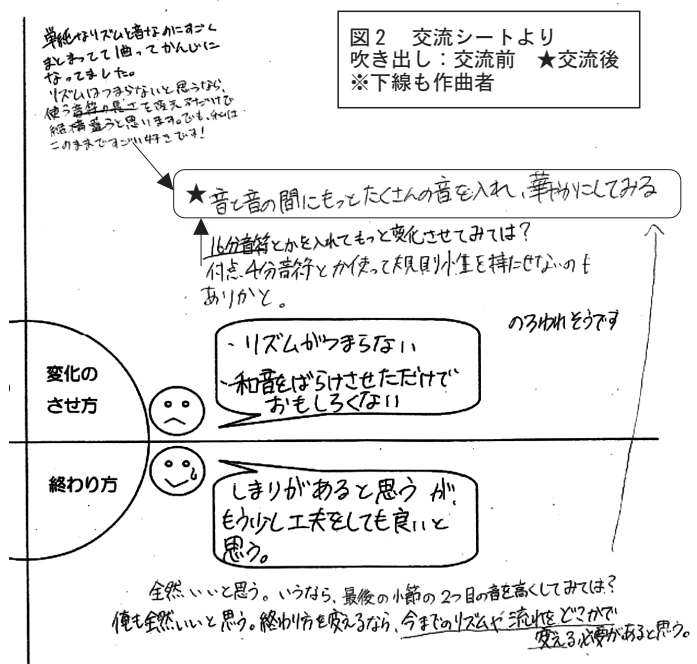 図2 交流シートより
吹き出し:交流前 ★交流後
※下線も作曲者
単純なリズムと音なのにすごく
まとまってて1曲ってかんじに
なってました。
リズムはつまらないと思うなら、
使う音符の長さを変えるだけで
結構違うと思います。でも、私は
このままですごい好きです!
★音と音の間にもっとたくさんの音を入れ、華やかにしてみる
16分音符とかを入れてもっと変化させてみては?
付点4分音符とか使って規則性を持たせないのも
ありかと。
のろわれそうです
変化の
させ方
・リズムがつまらない
・和音をばらけさせただけで
おもしろくない
終わり方
しまりがあると思うが、
もう少し工夫をしても良いと
思う。
全然いいと思う。いうなら、最後の小節の2つ目の音を高くしてみては?
俺も全然いいと思う。終わり方を変えるなら、今までのリズムや流れをどこかで
変える必要があると思う。